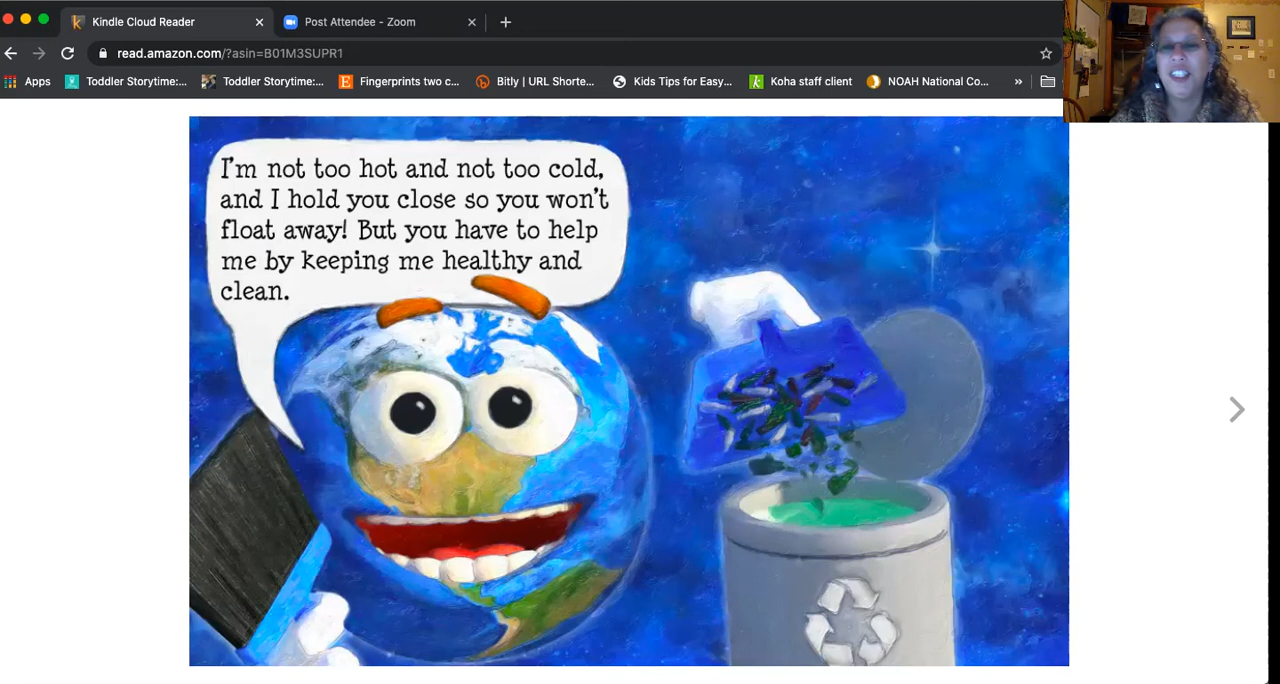 Kindle Cloud Reader
Post Attendee - Zoom
read.amazon.com/?asin=B01M3SUPR1
Apps
Toddler Storytime:...
Toddler Storytime:...
Fingerprints two c...
Bitly | URL Shorte...
Kids Tips for Easy...
Koha staff client
NOAH National Co...
I'm not too hot and not too cold,
and I hold you close so you won't
float away! But you have to help
me by keeping me healthy and
clean.